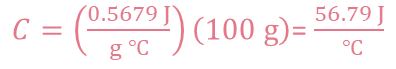 C = (0.5679 J / g °C) (100 g)= 56.79 J / °C